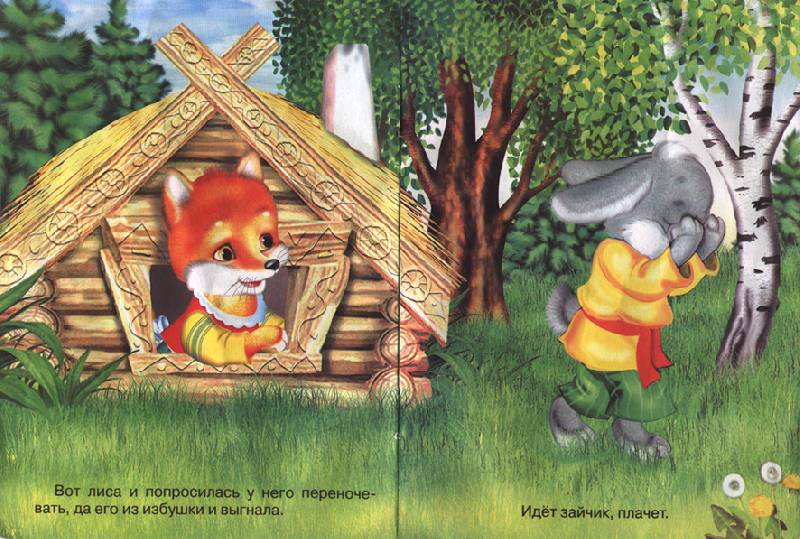 Вот лиса и попросилась у него переноче-
вать, да его из избушки и выгнала.
Идёт зайчик, плачет.